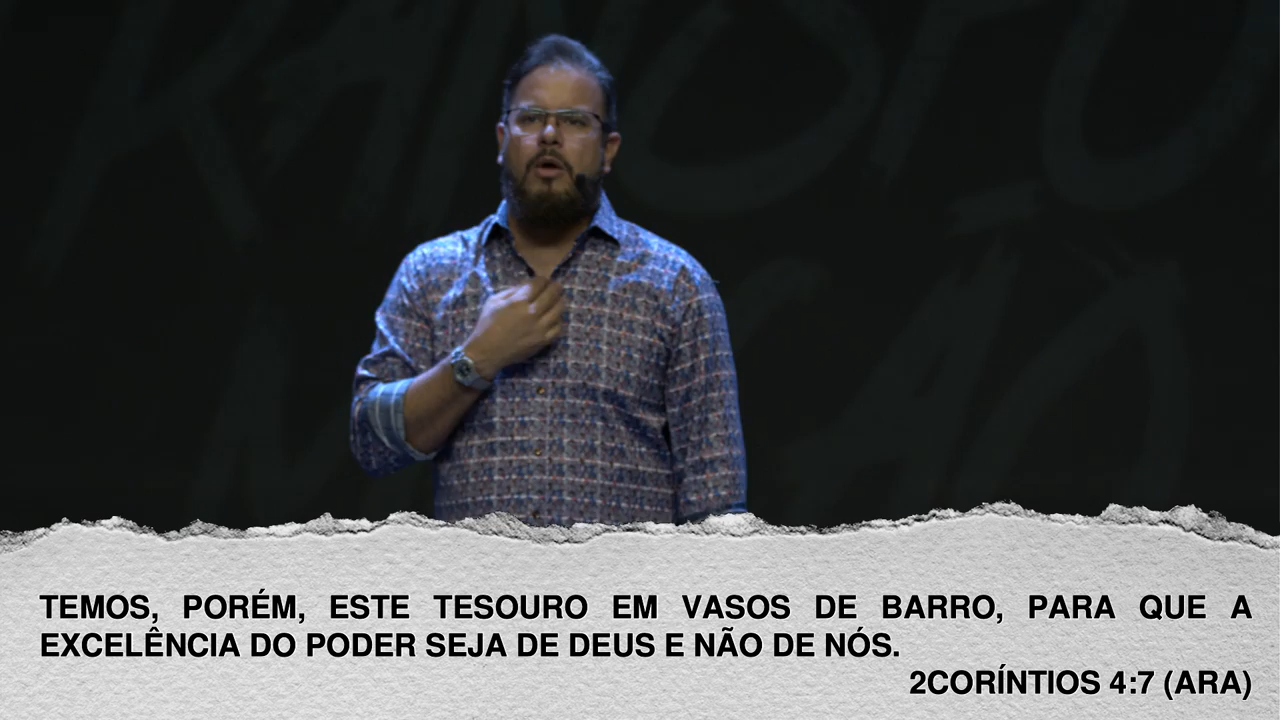 TEMOS, PORÉM, ESTE TESOURO EM VASOS DE BARRO, PARA QUE A
EXCELÊNCIA DO PODER SEJA DE DEUS E NÃO DE NÓS.
2CORÍNTIOS 4:7 (ARA)